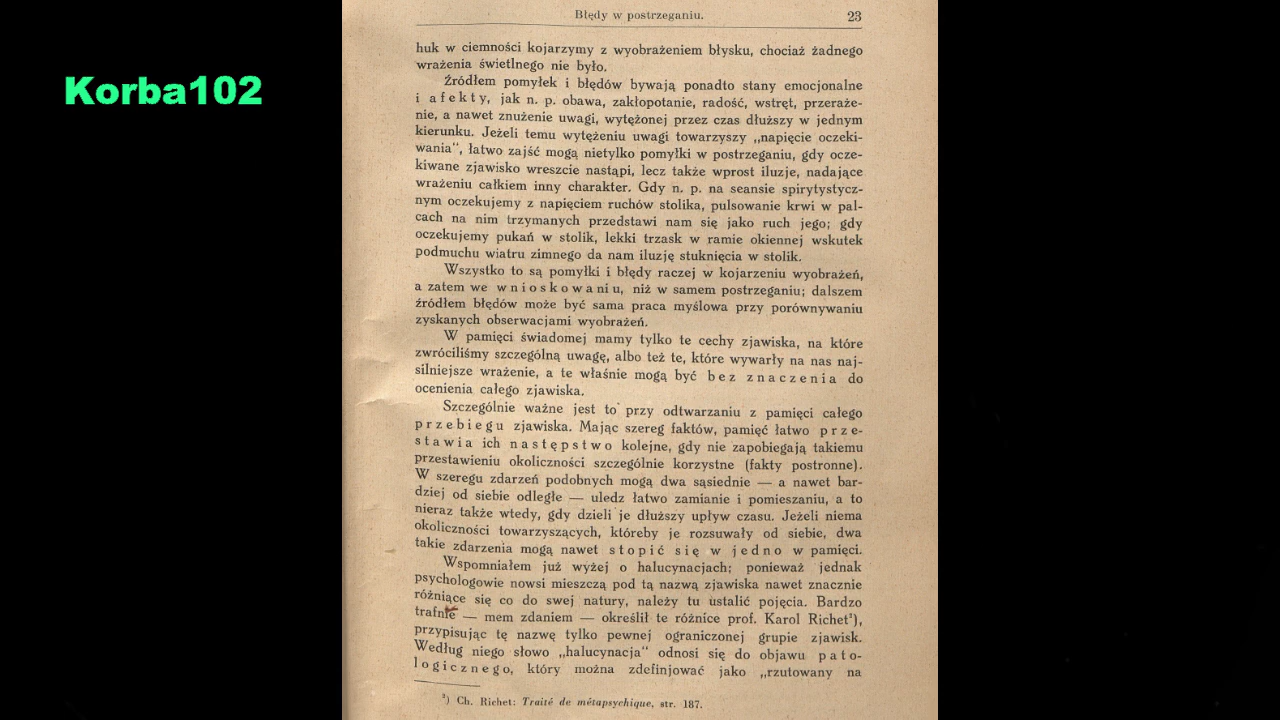 Korba102
Błędy w postrzeganiu. 23
huk w ciemności kojarzymy z wyobrażeniem błysku, chociaż żadnego
wrażenia świetlnego nie było.
Źródłem pomyłek i błędów bywają ponadto stany emocjonalne
i afekty, jak n. p. obawa, zakłopotanie, radość, wstręt, przeraże-
nie, a nawet znużenie uwagi, wytężonej przez czas dłuższy w jednym
kierunku. Jeżeli temu wytężeniu uwagi towarzyszy „napięcie oczeki-
wania“, łatwo zajść mogą nietylko pomyłki w postrzeganiu, gdy ocze-
kiwane zjawisko wreszcie nastąpi, lecz także wprost iluzje, nadające
wrażeniu całkiem inny charakter. Gdy n. p. na seansie spirytystycz-
nym oczekujemy z napięciem ruchów stolika, pulsowanie krwi w pal-
cach na nim trzymanych przedstawi nam się jako ruch jego; gdy
oczekujemy pukań w stolik, lekki trzask w ramie okiennej wskutek
podmuchu wiatru zimnego da nam iluzję stuknięcia w stolik.
Wszystko to są pomyłki i błędy raczej w kojarzeniu wyobrażeń,
a zatem we wnioskowaniu, niż w samem postrzeganiu; dalszem
źródłem błędów może być sama praca myślowa przy porównywaniu
zyskanych obserwacjami wyobrażeń.
W pamięci świadomej mamy tylko te cechy zjawiska, na które
zwróciliśmy szczególną uwagę, albo też te, które wywarły na nas naj-
silniejsze wrażenie, a te właśnie mogą być bez znaczenia do
ocenienia całego zjawiska.
Szczególnie ważne jest to przy odtwarzaniu z pamięci całego
przebiegu zjawiska. Mając szereg faktów, pamięć łatwo prze-
stawia ich następstwo kolejne, gdy nie zapobiegają takiemu
przestawieniu okoliczności szczególnie korzystne (fakty postronne).
W szeregu zdarzeń podobnych mogą dwa sąsiednie — a nawet bar-
dziej od siebie odległe — uledz łatwo zamianie i pomieszaniu, a to
nieraz także wtedy, gdy dzieli je dłuższy upływ czasu. Jeżeli niema
okoliczności towarzyszących, któreby je rozsuwały od siebie, dwa
takie zdarzenia mogą nawet stopić się w jedno w pamięci.
Wspomniałem już wyżej o halucynacjach; ponieważ jednak
psychologowie nowsi mieszczą pod tą nazwą zjawiska nawet znacznie
różniące się co do swej natury, należy tu ustalić pojęcia. Bardzo
trafnie — mem zdaniem — określił te różnice prof. Karol Richet²),
przypisując tę nazwę tylko pewnej ograniczonej grupie zjawisk.
Według niego słowo „halucynacja“ odnosi się do objawu pato-
logicznego, który można zdefinjować jako „rzutowany na
²) Ch. Richet: Traité de métapsychique, str. 187.